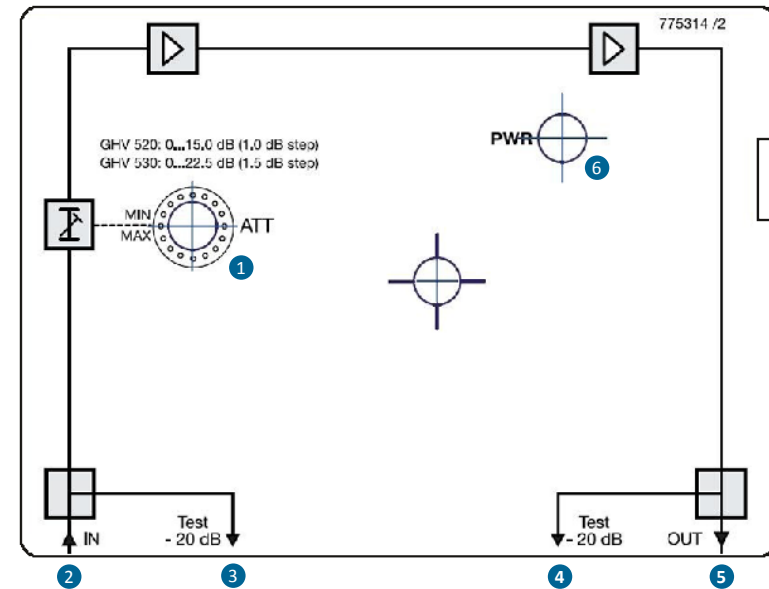 775314 /2
GHV 520: 0...15.0 dB (1.0 dB step)
GHV 530: 0...22.5 dB (1.5 dB step)
PWR
6
MIN
MAX
ATT
1
IN
Test
- 20 dB
Test
- 20 dB
OUT
2
3
4
5